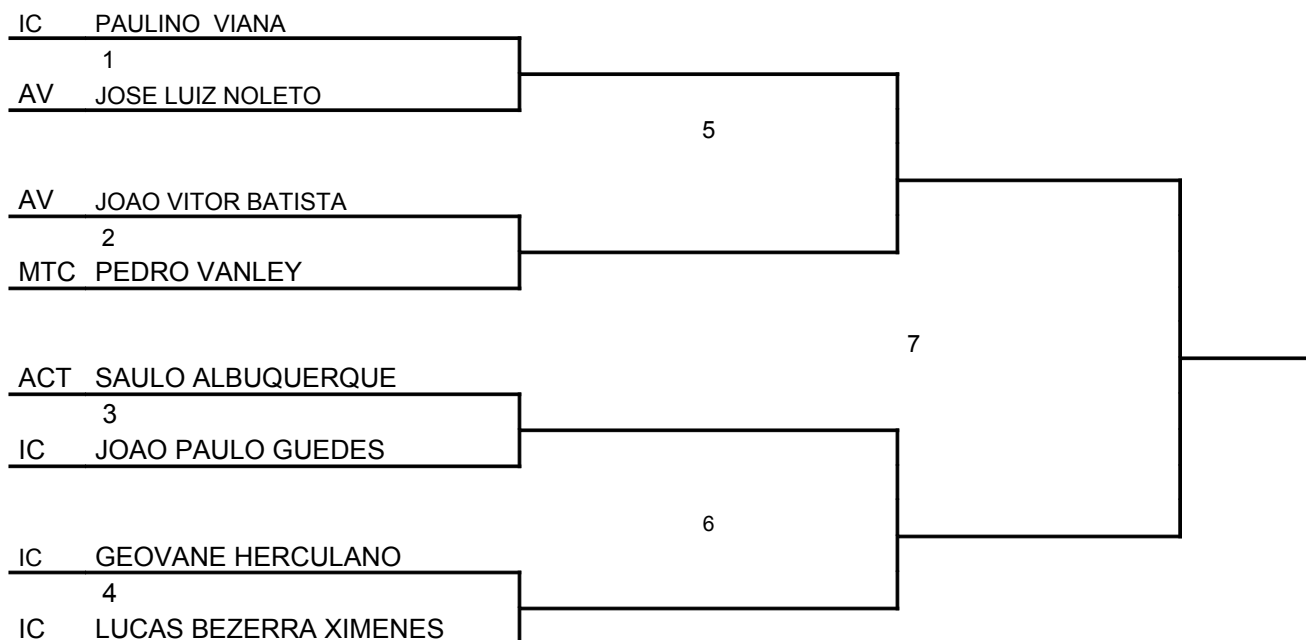 IC PAULINO VIANA
1
AV JOSE LUIZ NOLETO
5
AV JOAO VITOR BATISTA
2
MTC PEDRO VANLEY
7
ACT SAULO ALBUQUERQUE
3
IC JOAO PAULO GUEDES
6
IC GEOVANE HERCULANO
4
IC LUCAS BEZERRA XIMENES